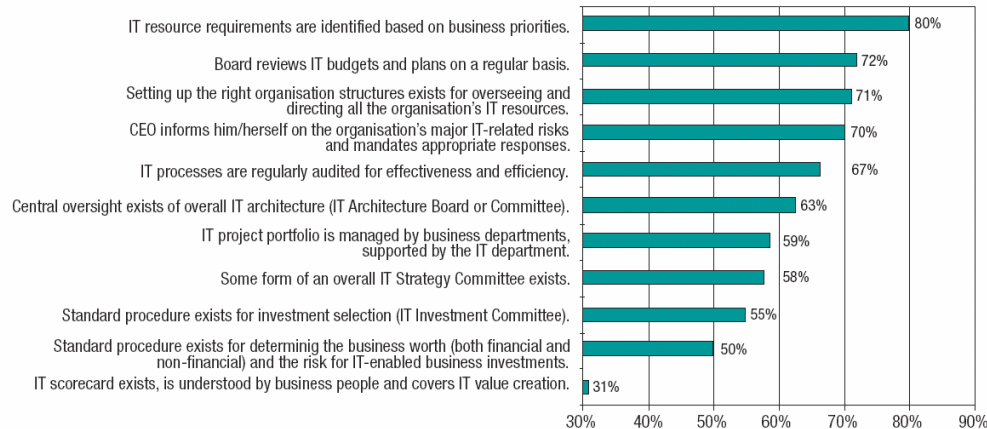 IT resource requirements are identified based on business priorities.
80%
Board reviews IT budgets and plans on a regular basis.
72%
Setting up the right organisation structures exists for overseeing and
directing all the organisation's IT resources.
71%
CEO informs him/herself on the organisation's major IT-related risks
and mandates appropriate responses.
70%
IT processes are regularly audited for effectiveness and efficiency.
67%
Central oversight exists of overall IT architecture (IT Architecture Board or Committee).
63%
IT project portfolio is managed by business departments,
supported by the IT department.
59%
Some form of an overall IT Strategy Committee exists.
58%
Standard procedure exists for investment selection (IT Investment Committee).
55%
Standard procedure exists for determinig the business worth (both financial and
non-financial) and the risk for IT-enabled business investments.
50%
IT scorecard exists, is understood by business people and covers IT value creation.
31%
30% 40% 50% 60% 70% 80% 90%